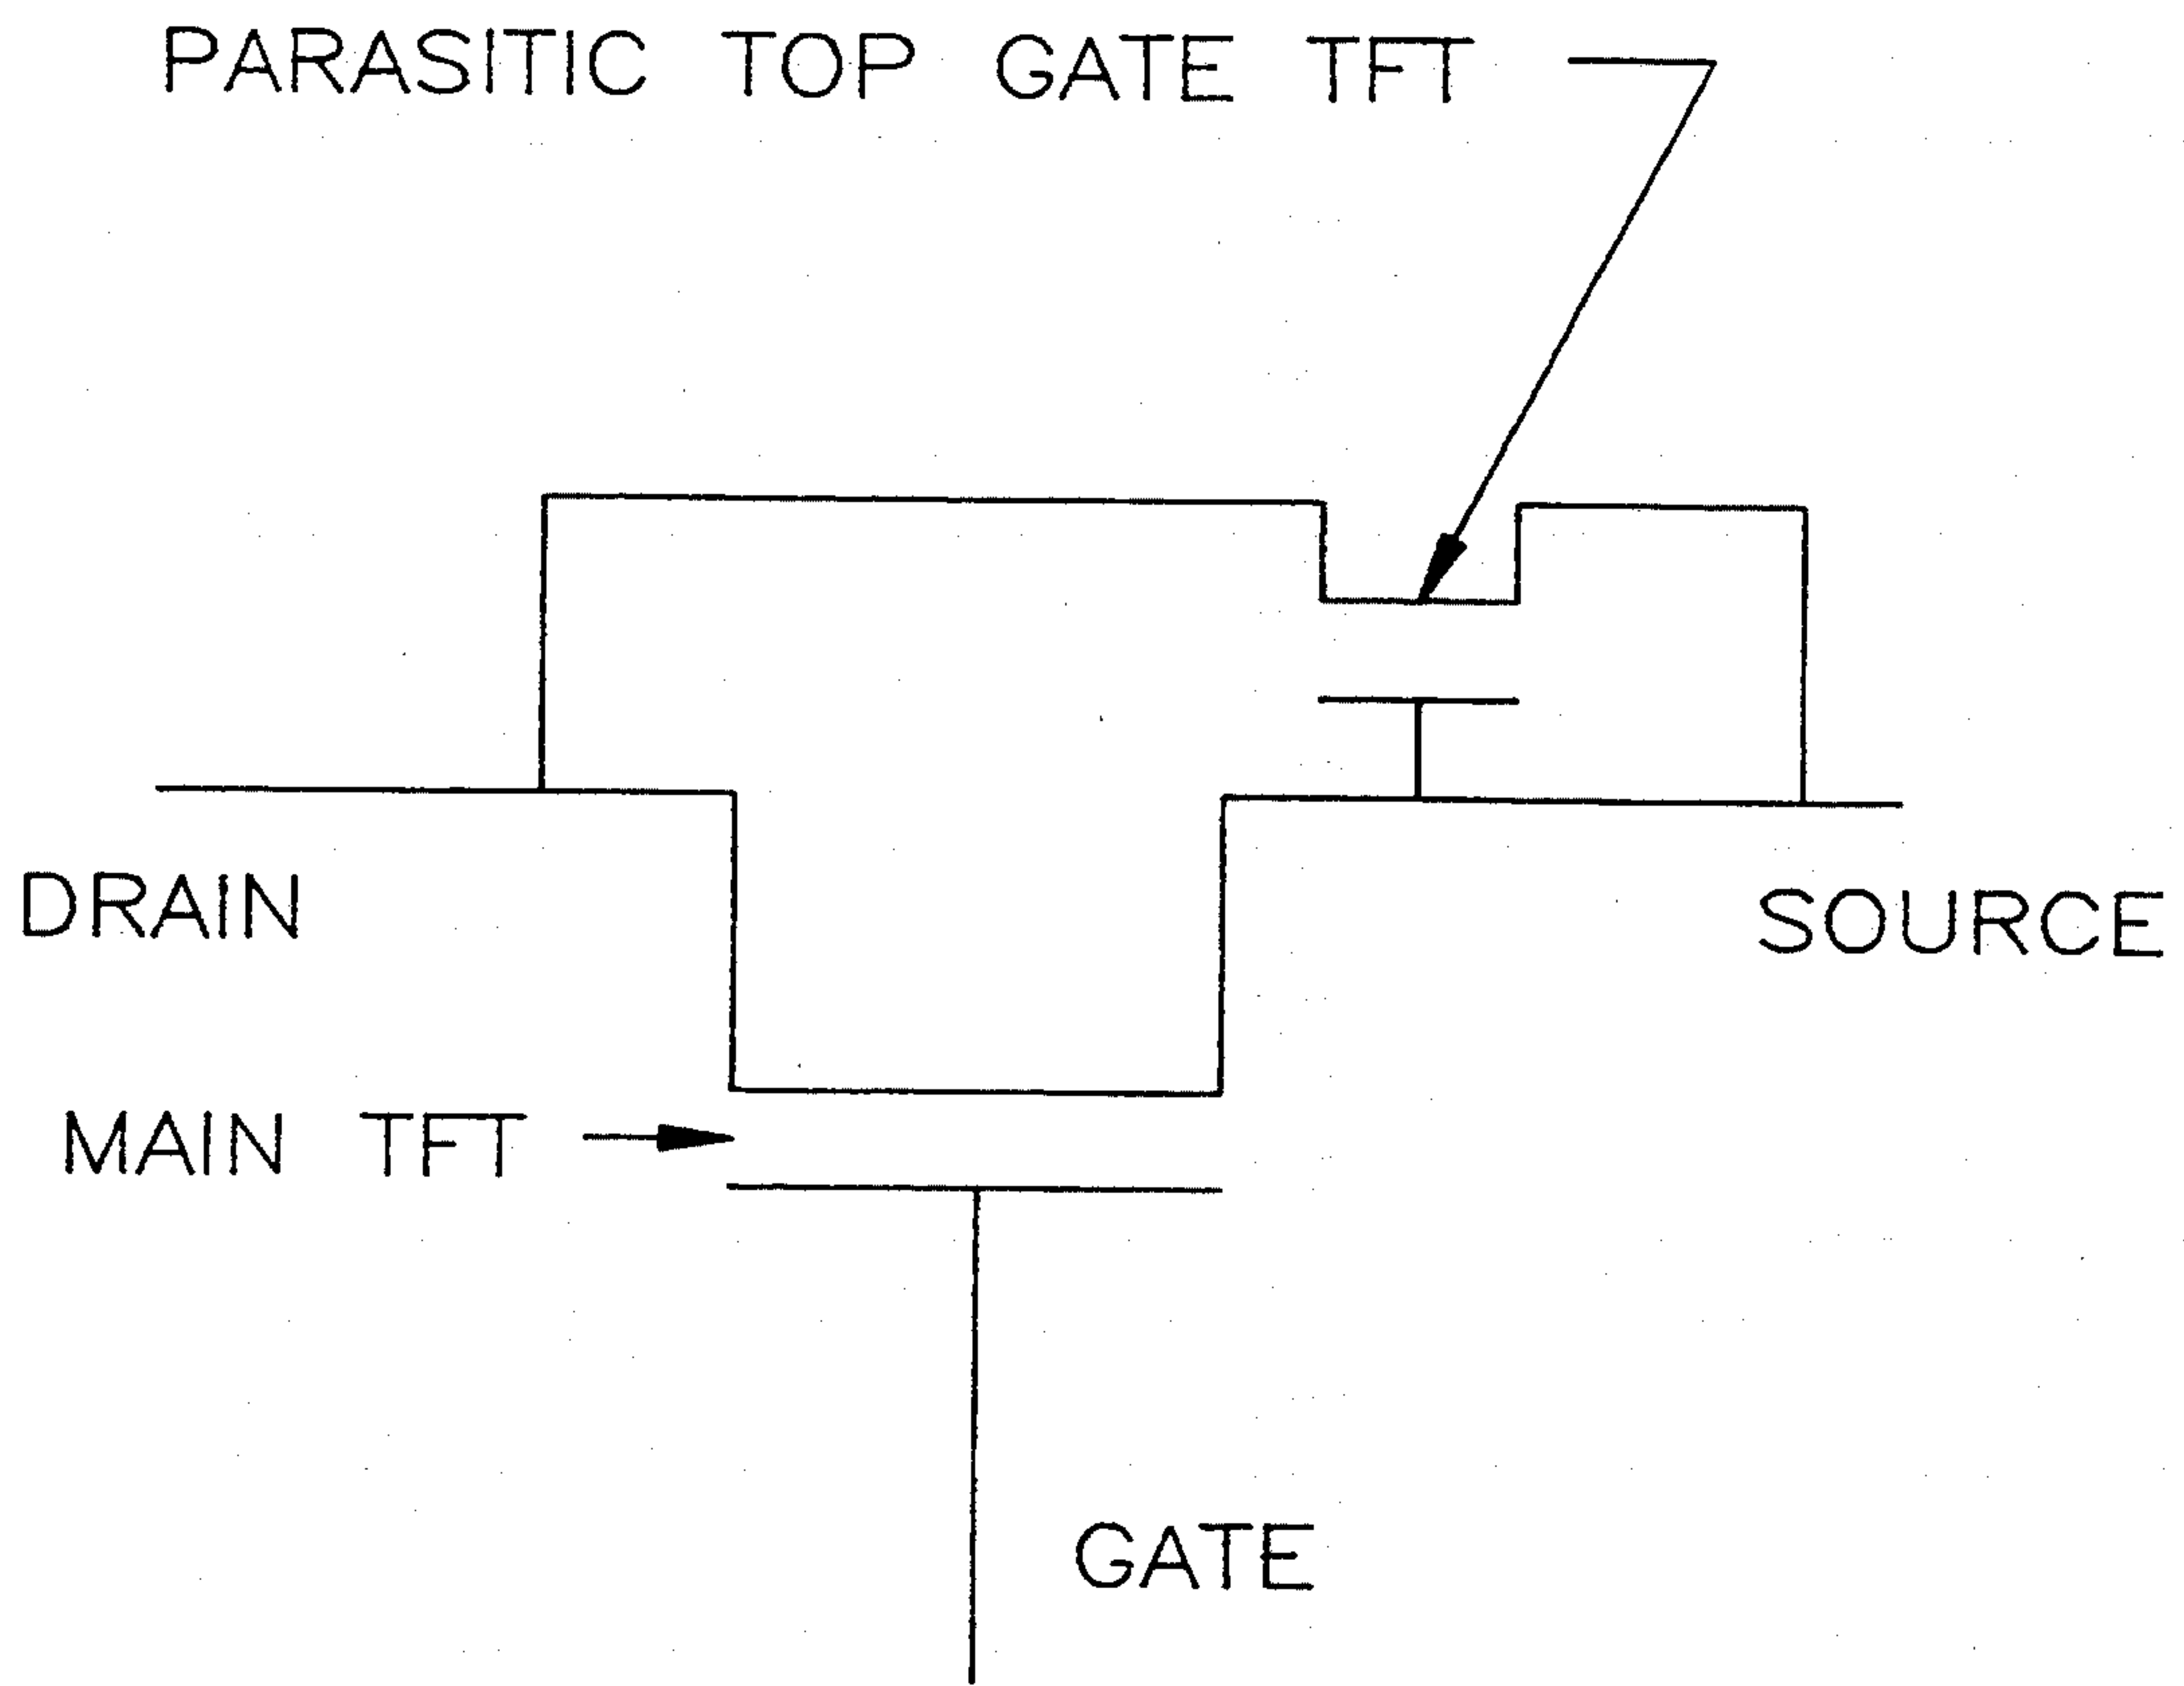 PARASITIC TOP GATE TFT
DRAIN
SOURCE
MAIN TFT
GATE